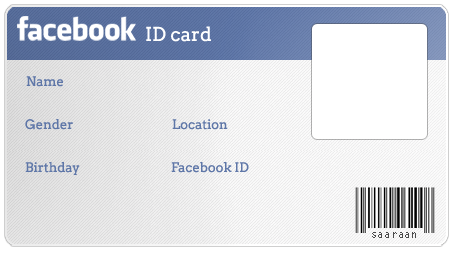 facebook ID card
Name
Gender Location
Birthday Facebook ID
saaraan